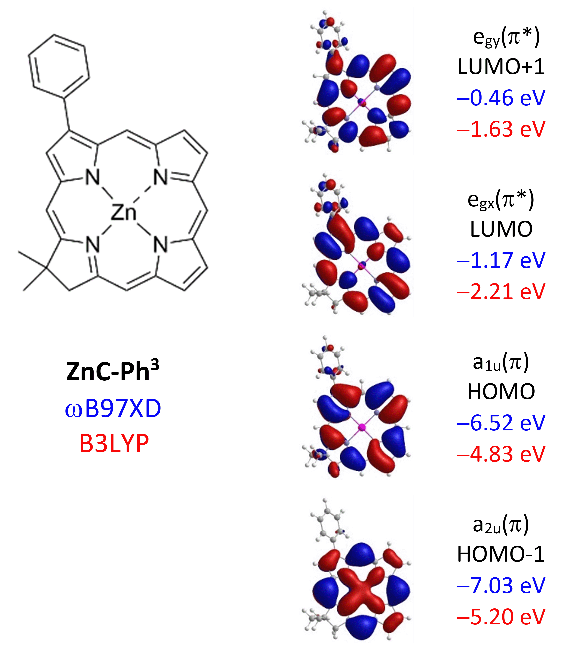 N
N
Zn
N
N
ZnC-Ph³
ωB97XD
B3LYP
e_gy(π*)
LUMO+1
−0.46 eV
−1.63 eV
e_gx(π*)
LUMO
−1.17 eV
−2.21 eV
a_1u(π)
HOMO
−6.52 eV
−4.83 eV
a_2u(π)
HOMO-1
−7.03 eV
−5.20 eV